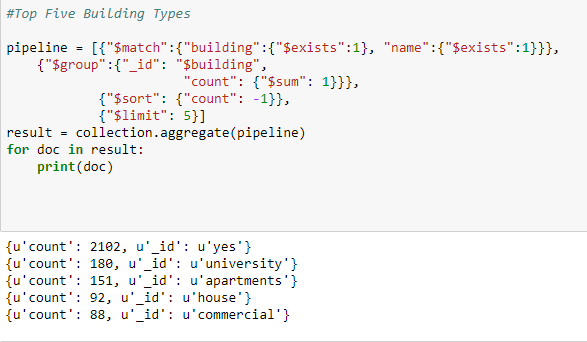 #Top Five Building Types
pipeline = [{"$match":{"building":{"$exists":1}, "name":{"$exists":1}}},
    {"$group":{"_id": "$building",
                       "count": {"$sum": 1}}},
            {"$sort": {"count": -1}},
            {"$limit": 5}]
result = collection.aggregate(pipeline)
for doc in result:
    print(doc)
{u'count': 2102, u'_id': u'yes'}
{u'count': 180, u'_id': u'university'}
{u'count': 151, u'_id': u'apartments'}
{u'count': 92, u'_id': u'house'}
{u'count': 88, u'_id': u'commercial'}